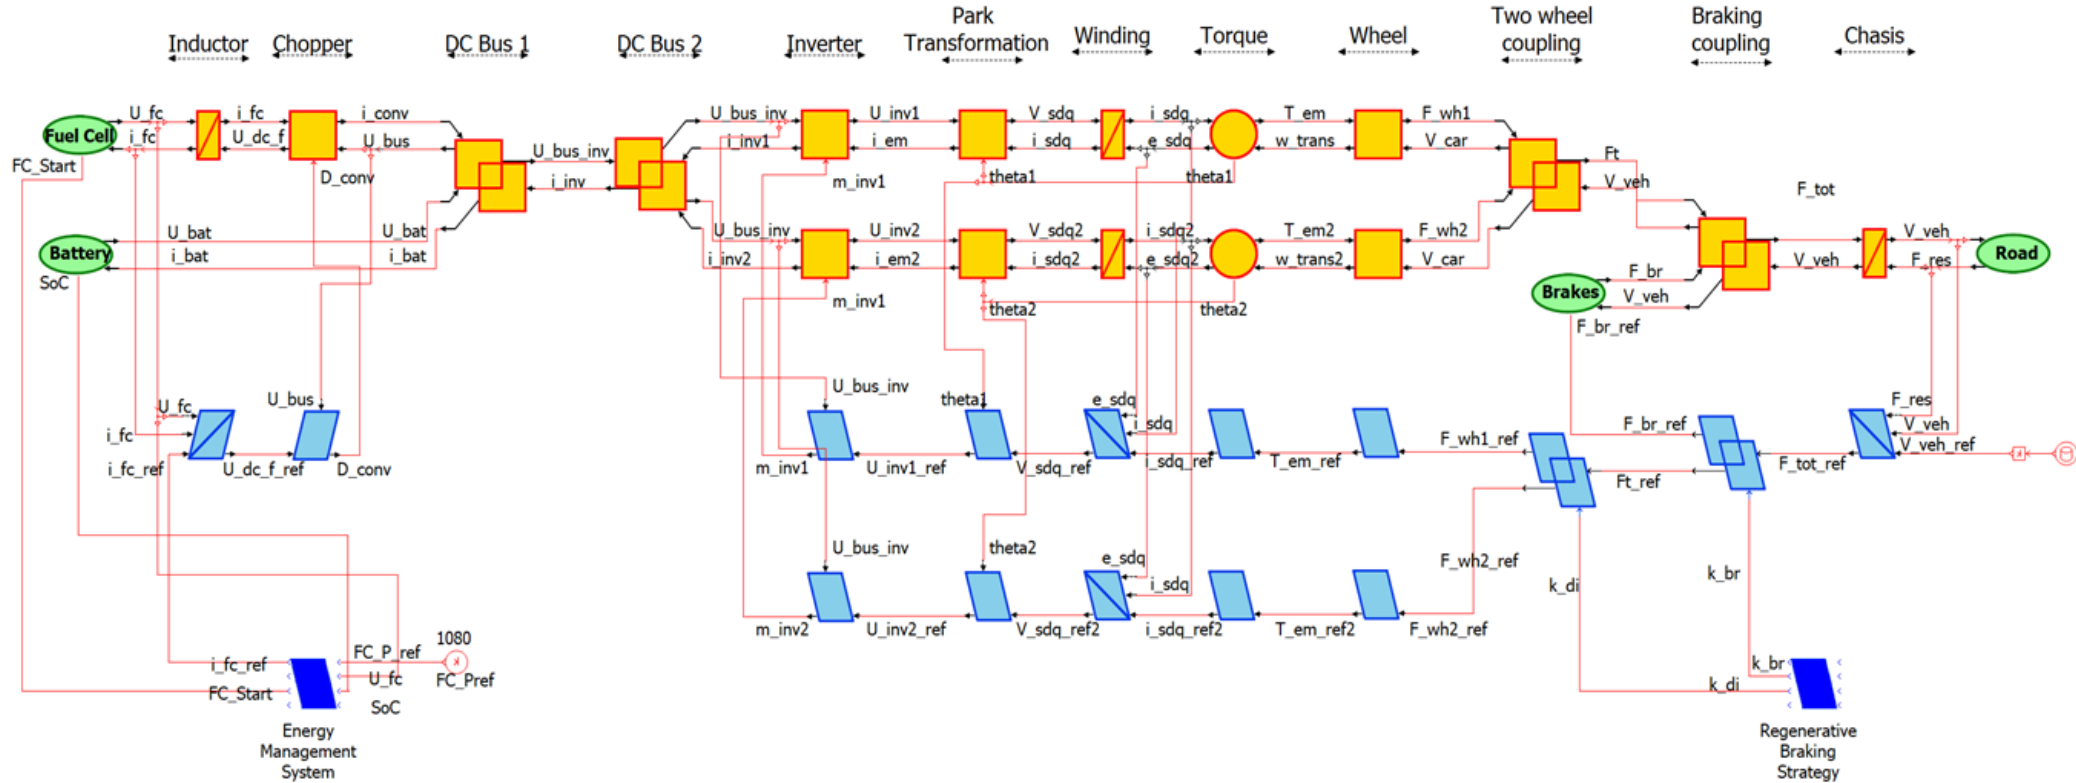 Inductor
Chopper
DC Bus 1
DC Bus 2
Inverter
Park
Transformation
Winding
Torque
Wheel
Two wheel
coupling
Braking
coupling
Chasis
Fuel Cell
U_fc
i_fc
i_fc
U_dc_f
i_conv
U_bus
FC_Start
D_conv
U_bus_inv
i_inv
U_bus_inv
i_inv1
U_inv1
i_em
m_inv1
V_sdq
i_sdq
theta1
i_sdq
e_sdq
T_em
w_trans
theta1
F_wh1
V_car
Ft
V_veh
F_tot
Battery
SoC
U_bat
i_bat
U_bat
i_bat
U_bus_inv
i_inv2
U_inv2
i_em2
m_inv1
V_sdq2
i_sdq2
theta2
i_sdq2
e_sdq2
T_em2
w_trans2
theta2
F_wh2
V_car
Brakes
F_br
V_veh
F_br_ref
V_veh
V_veh
F_res
Road
U_fc
i_fc
i_fc_ref
U_bus
U_dc_f_ref
D_conv
U_bus_inv
m_inv1
U_inv1_ref
theta1
V_sdq_ref
e_sdq
i_sdq
i_sdq_ref
T_em_ref
F_wh1_ref
F_br_ref
Ft_ref
F_res
V_veh
V_veh_ref
F_tot_ref
U_bus_inv
m_inv2
U_inv2_ref
theta2
V_sdq_ref2
e_sdq
i_sdq
i_sdq_ref2
T_em_ref2
F_wh2_ref
F_wh2_ref
k_di
k_br
i_fc_ref
FC_Start
FC_P_ref
U_fc
SoC
1080
FC_Pref
Energy
Management
System
k_br
k_di
Regenerative
Braking
Strategy